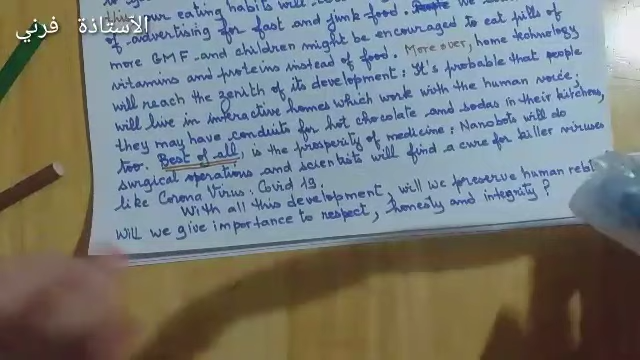 الآستاذة فرني
our eating habits will
of advertising for fast and junk food. we
more GMF and children might be encouraged to eat pills of
vitamins and proteins instead of food. More over, home technology
will reach the zenith of its development: It's probable that people
will live in interactive homes which work with the human voice;
they may have conduits for hot chocolate and sodas in their kitchens,
too. Best of all, is the prosperity of medicine: Nanobots will do
surgical operations and scientists will find a cure for killer viruses
like Corona Virus: Covid 19.
With all this development, will we preserve human
Will we give importance to respect, honesty and integrity?